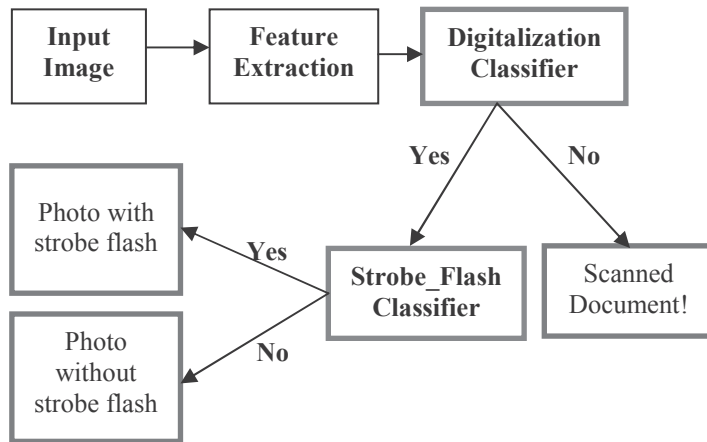 Input
Image
Feature
Extraction
Digitalization
Classifier
Yes
No
Photo with
strobe flash
Yes
Strobe_Flash
Classifier
Scanned
Document!
Photo
without
strobe flash
No